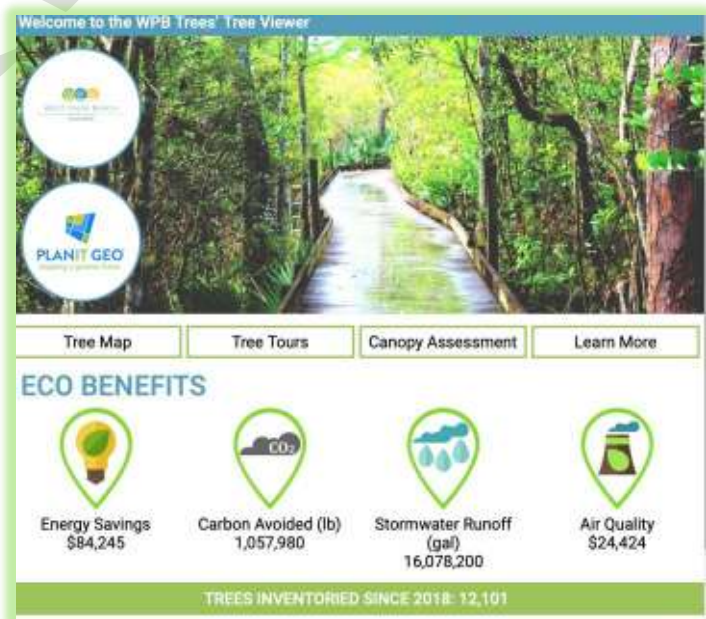 Welcome to the WPB Trees' Tree Viewer
PLANIT GEO
Tree Map
Tree Tours
Canopy Assessment
Learn More
ECO BENEFITS
CO2
Energy Savings
$84,245
Carbon Avoided (lb)
1,057,980
Stormwater Runoff
(gal)
16,078,200
Air Quality
$24,424
TREES INVENTORIED SINCE 2018: 12,101